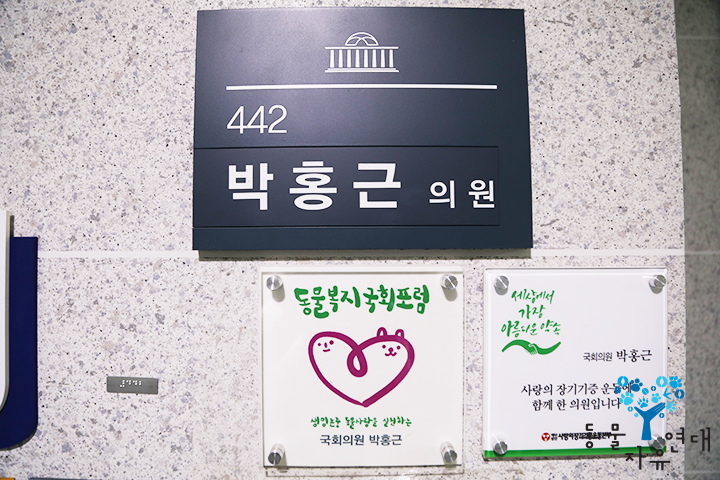 442
박홍근 의원
동물복지국회포럼
생명존중 동물사랑을 실천하는
국회의원 박홍근
세상에서
가장
아름다운 약속
국회의원 박홍근
사랑의 장기기증 운동에
함께 한 의원입니다
동물
자유연대